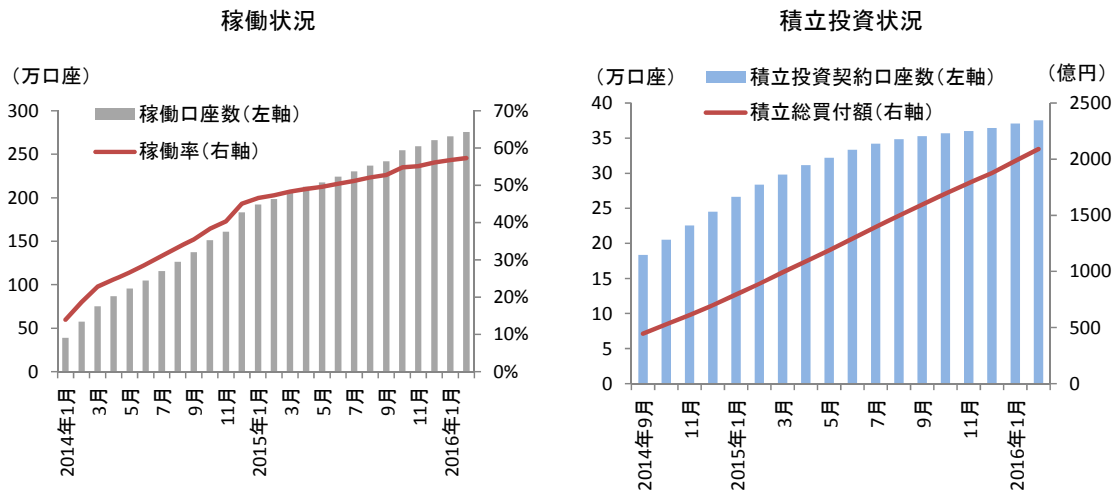 稼働状況
(万口座)
稼働口座数(左軸)
稼働率(右軸)
300
250
200
150
100
50
0
70%
60%
50%
40%
30%
20%
10%
0%
2014年1月
3月
5月
7月
9月
11月
2015年1月
3月
5月
7月
9月
11月
2016年1月
積立投資状況
(万口座)
(億円)
積立投資契約口座数(左軸)
積立総買付額(右軸)
40
35
30
25
20
15
10
5
0
2500
2000
1500
1000
500
0
2014年9月
11月
2015年1月
3月
5月
7月
9月
11月
2016年1月